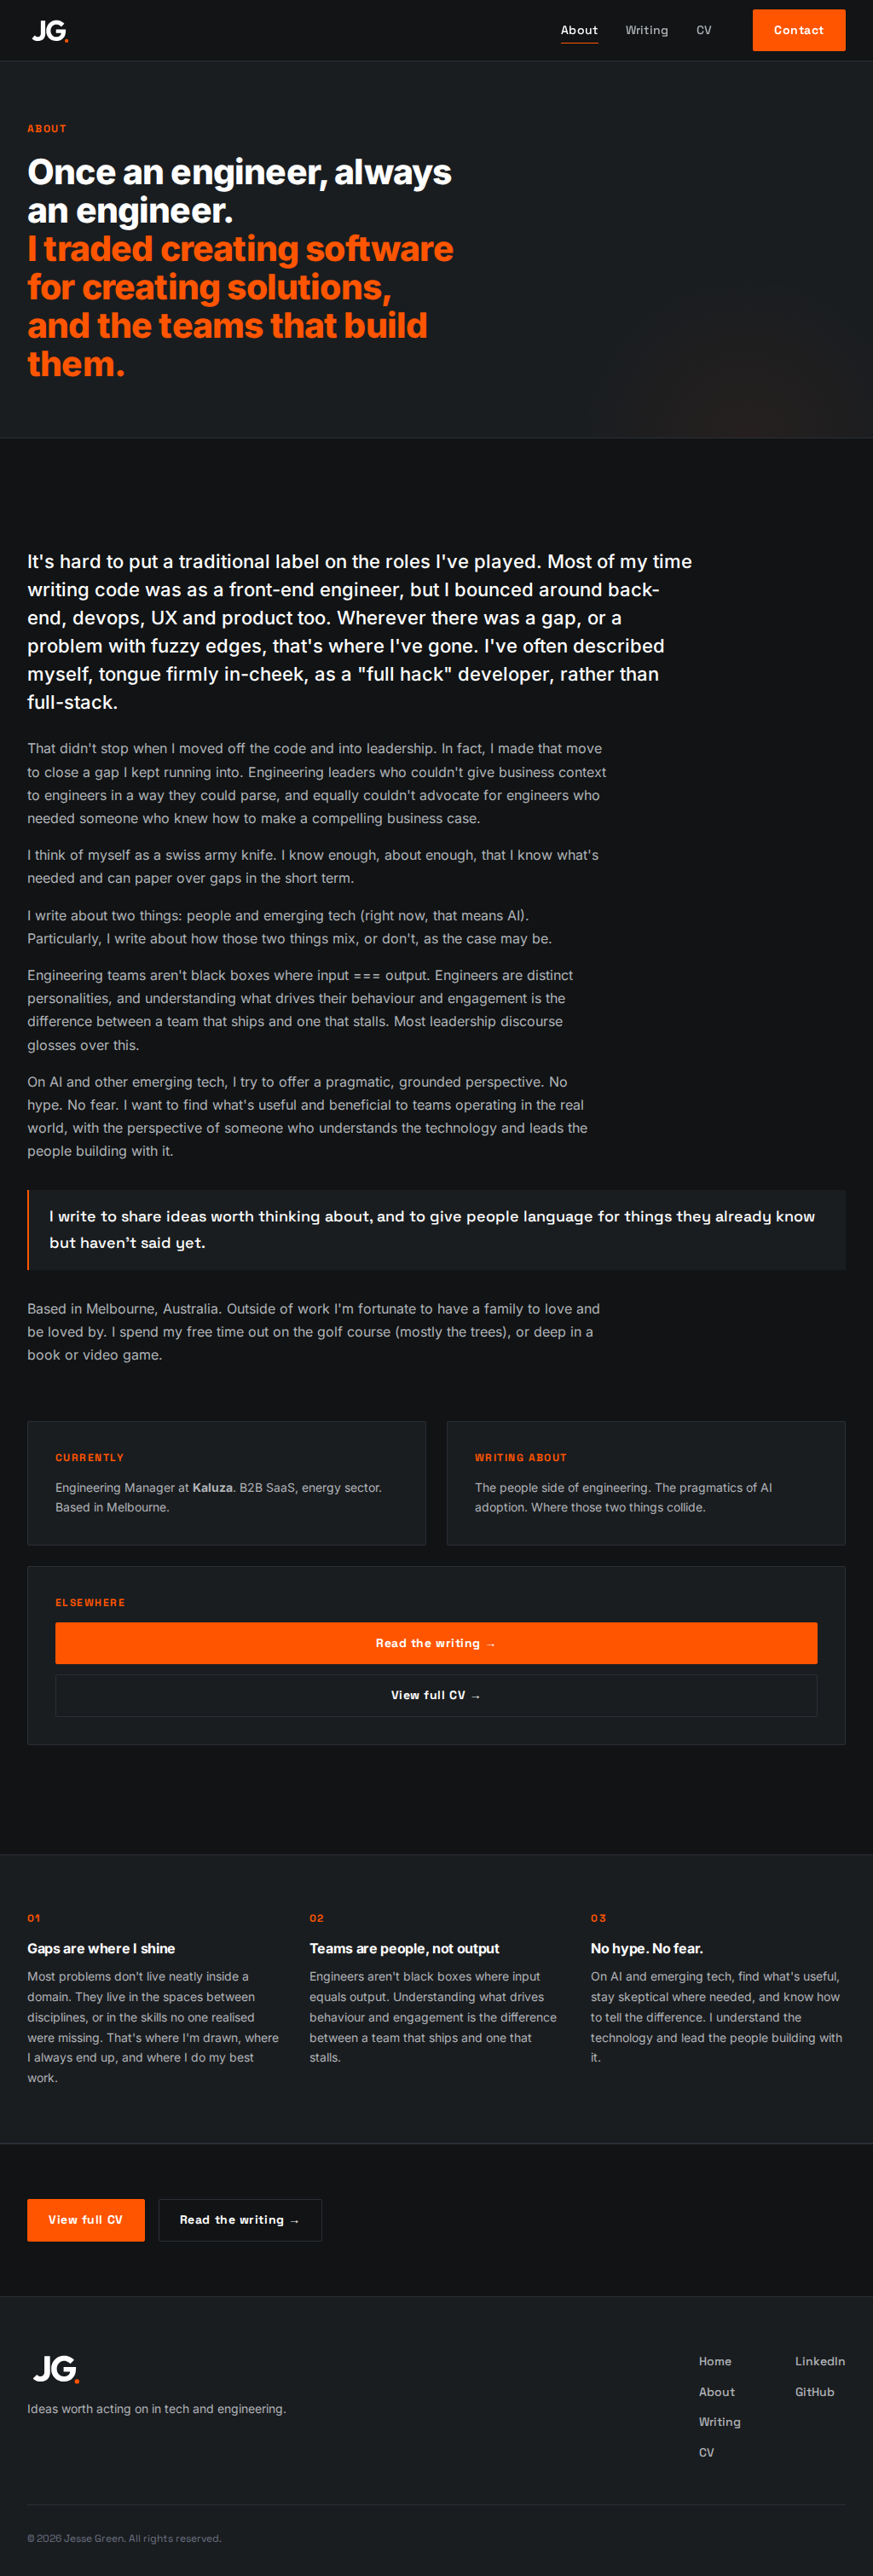 JG.
About
Writing
CV
Contact
ABOUT
Once an engineer, always
an engineer.
I traded creating software
for creating solutions,
and the teams that build
them.
It's hard to put a traditional label on the roles I've played. Most of my time
writing code was as a front-end engineer, but I bounced around back-
end, devops, UX and product too. Wherever there was a gap, or a
problem with fuzzy edges, that's where I've gone. I've often described
myself, tongue firmly in-cheek, as a "full hack" developer, rather than
full-stack.
That didn't stop when I moved off the code and into leadership. In fact, I made that move
to close a gap I kept running into. Engineering leaders who couldn't give business context
to engineers in a way they could parse, and equally couldn't advocate for engineers who
needed someone who knew how to make a compelling business case.
I think of myself as a swiss army knife. I know enough, about enough, that I know what's
needed and can paper over gaps in the short term.
I write about two things: people and emerging tech (right now, that means AI).
Particularly, I write about how those two things mix, or don't, as the case may be.
Engineering teams aren't black boxes where input === output. Engineers are distinct
personalities, and understanding what drives their behaviour and engagement is the
difference between a team that ships and one that stalls. Most leadership discourse
glosses over this.
On AI and other emerging tech, I try to offer a pragmatic, grounded perspective. No
hype. No fear. I want to find what's useful and beneficial to teams operating in the real
world, with the perspective of someone who understands the technology and leads the
people building with it.
I write to share ideas worth thinking about, and to give people language for things they already know
but haven't said yet.
Based in Melbourne, Australia. Outside of work I'm fortunate to have a family to love and
be loved by. I spend my free time out on the golf course (mostly the trees), or deep in a
book or video game.
CURRENTLY
Engineering Manager at Kaluza. B2B SaaS, energy sector.
Based in Melbourne.
WRITING ABOUT
The people side of engineering. The pragmatics of AI
adoption. Where those two things collide.
ELSEWHERE
Read the writing →
View full CV →
01
Gaps are where I shine
Most problems don't live neatly inside a
domain. They live in the spaces between
disciplines, or in the skills no one realised
were missing. That's where I'm drawn, where
I always end up, and where I do my best
work.
02
Teams are people, not output
Engineers aren't black boxes where input
equals output. Understanding what drives
behaviour and engagement is the difference
between a team that ships and one that
stalls.
03
No hype. No fear.
On AI and emerging tech, find what's useful,
stay skeptical where needed, and know how
to tell the difference. I understand the
technology and lead the people building with
it.
View full CV
Read the writing →
JG.
Ideas worth acting on in tech and engineering.
Home
About
Writing
CV
LinkedIn
GitHub
© 2026 Jesse Green. All rights reserved.